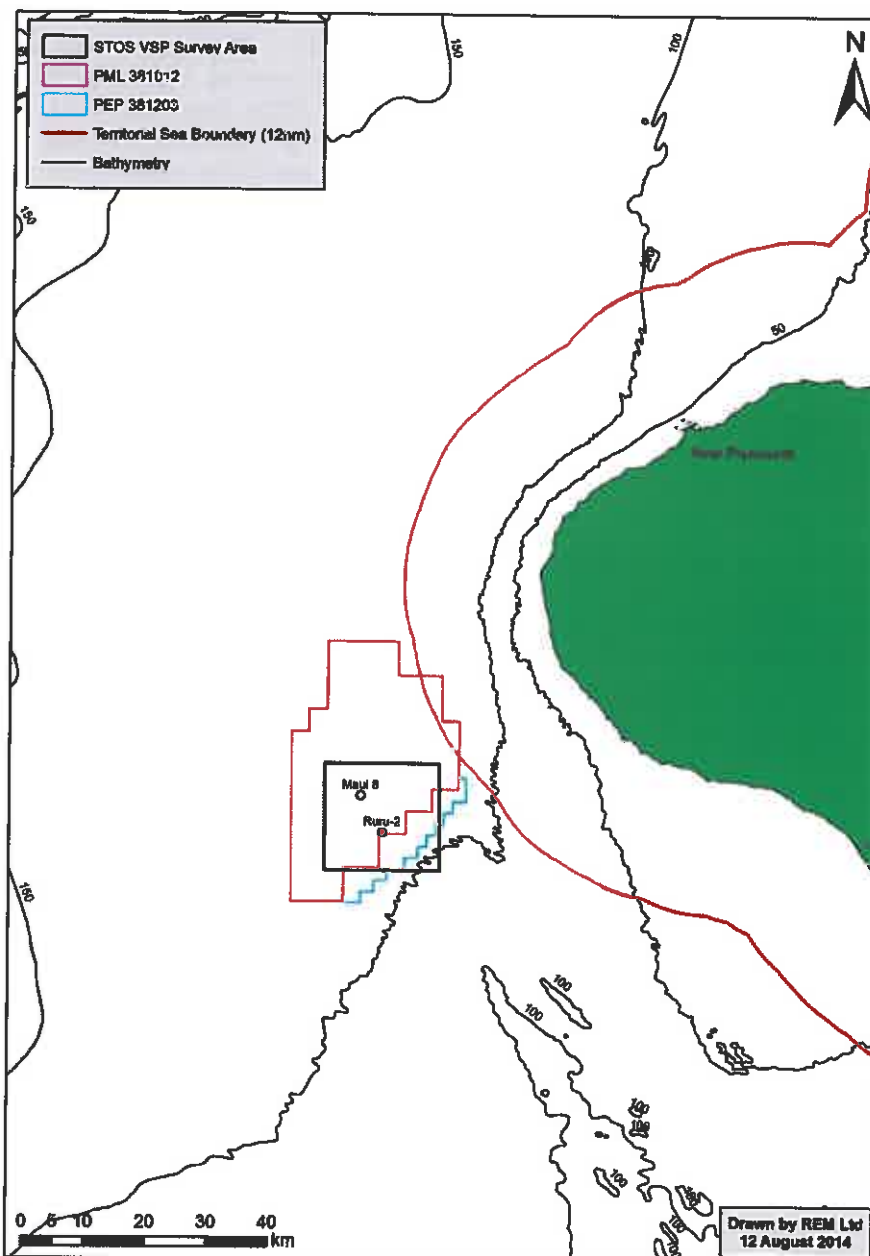 STOS VSP Survey Area
PML 381012
PEP 381203
Territorial Sea Boundary (12nm)
Bathymetry
150
100
N
150
50
New Plymouth
Maui 8
Ruru-2
150
100
100
100
100
0 5 10 20 30 40
km
Drawn by REM Ltd
12 August 2014